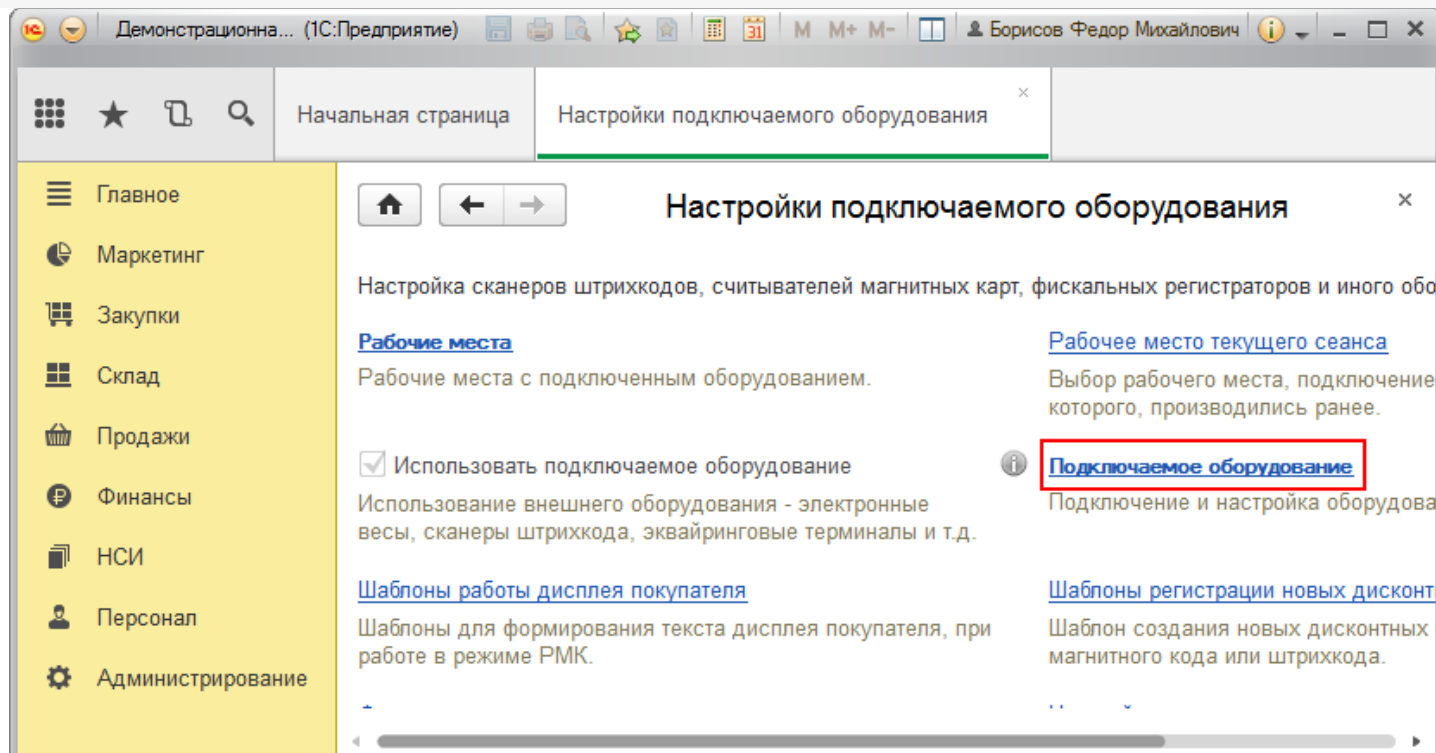 1С
Демонстрационна... (1С:Предприятие)
31
M M+ M-
Борисов Федор Михайлович
Начальная страница
Настройки подключаемого оборудования
Главное
Маркетинг
Закупки
Склад
Продажи
Финансы
НСИ
Персонал
Администрирование
Настройки подключаемого оборудования
Настройка сканеров штрихкодов, считывателей магнитных карт, фискальных регистраторов и иного обо
Рабочие места
Рабочие места с подключенным оборудованием.
Рабочее место текущего сеанса
Выбор рабочего места, подключение
которого, производились ранее.
Использовать подключаемое оборудование
Использование внешнего оборудования - электронные
весы, сканеры штрихкода, эквайринговые терминалы и т.д.
Подключаемое оборудование
Подключение и настройка оборудова
Шаблоны работы дисплея покупателя
Шаблоны для формирования текста дисплея покупателя, при
работе в режиме РМК.
Шаблоны регистрации новых дисконт
Шаблон создания новых дисконтных
магнитного кода или штрихкода.